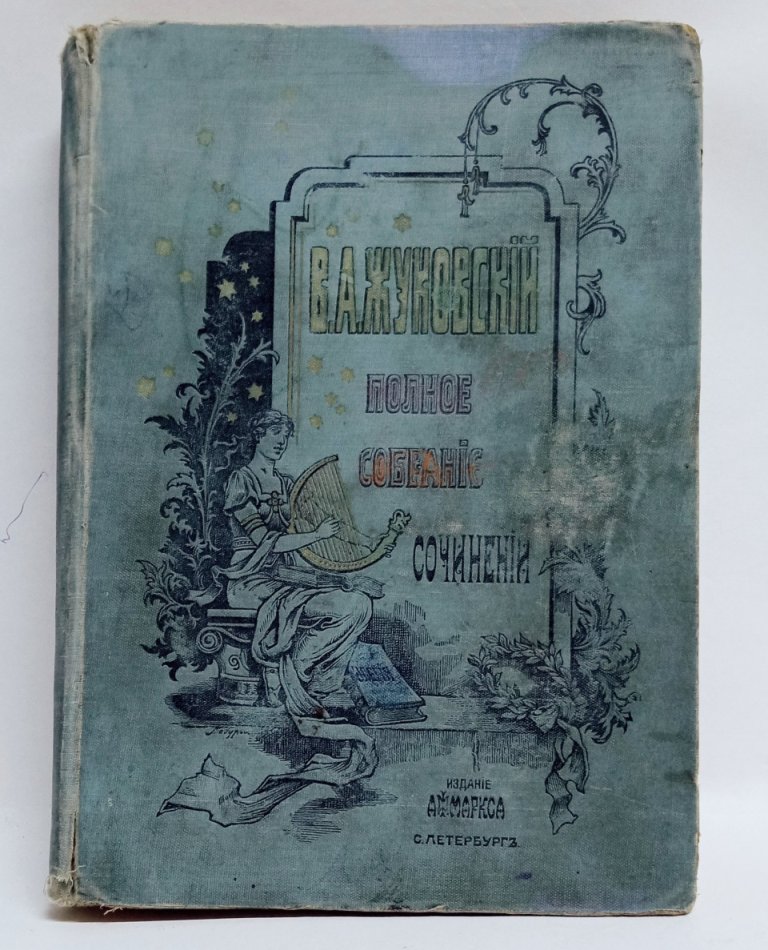 В.А.ЖУКОВСКІЙ
ПОЛНОЕ
СОБРАНІЕ
СОЧИНЕНІЙ
ИЗДАНІЕ
А.Ф.МАРКСА
С.ПЕТЕРБУРГЪ.